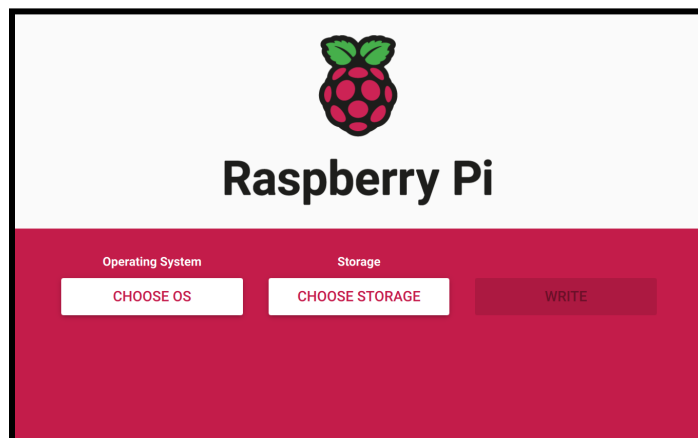 Raspberry Pi
Operating System
Storage
CHOOSE OS
CHOOSE STORAGE
WRITE